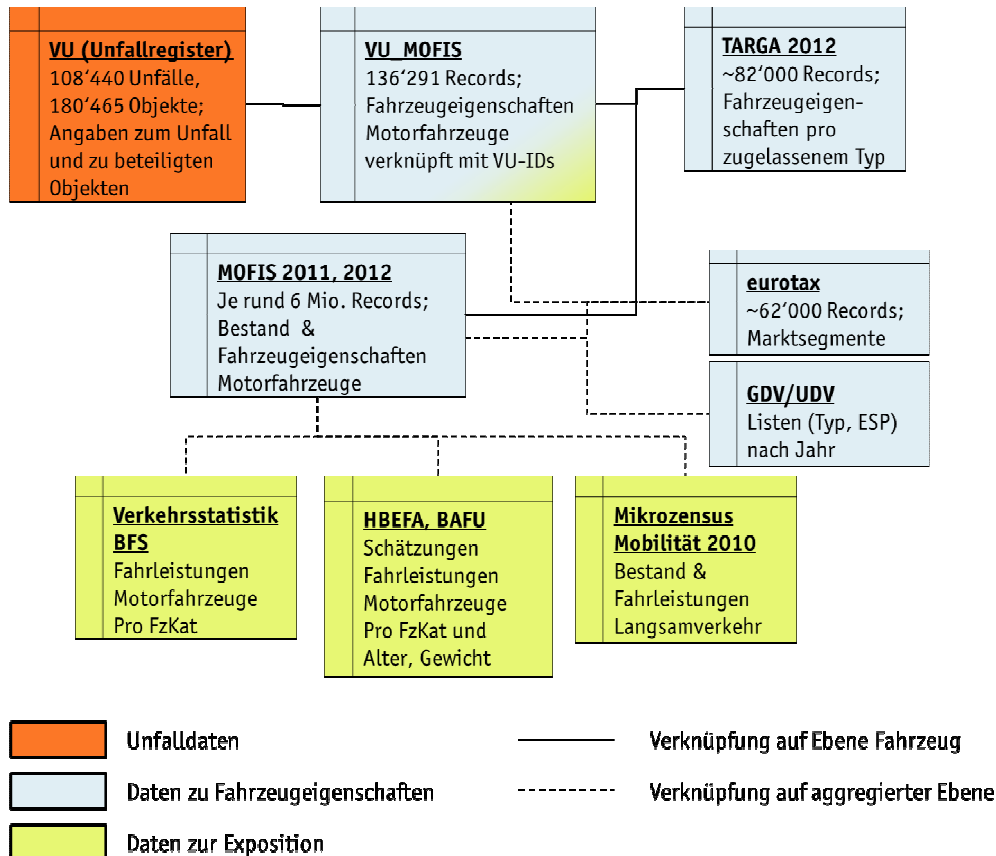 VU (Unfallregister)
108‘440 Unfälle,
180‘465 Objekte;
Angaben zum Unfall
und zu beteiligten
Objekten
VU_MOFIS
136‘291 Records;
Fahrzeugeigenschaften
Motorfahrzeuge
verknüpft mit VU-IDs
TARGA 2012
~82‘000 Records;
Fahrzeugeigen-
schaften pro
zugelassenem Typ
MOFIS 2011, 2012
Je rund 6 Mio. Records;
Bestand &
Fahrzeugeigenschaften
Motorfahrzeuge
eurotax
~62‘000 Records;
Marktsegmente
GDV/UDV
Listen (Typ, ESP)
nach Jahr
Verkehrsstatistik
BFS
Fahrleistungen
Motorfahrzeuge
Pro FzKat
HBEFA, BAFU
Schätzungen
Fahrleistungen
Motorfahrzeuge
Pro FzKat und
Alter, Gewicht
Mikrozensus
Mobilität 2010
Bestand &
Fahrleistungen
Langsamverkehr
Unfalldaten
Daten zu Fahrzeugeigenschaften
Daten zur Exposition
Verknüpfung auf Ebene Fahrzeug
Verknüpfung auf aggregierter Ebene